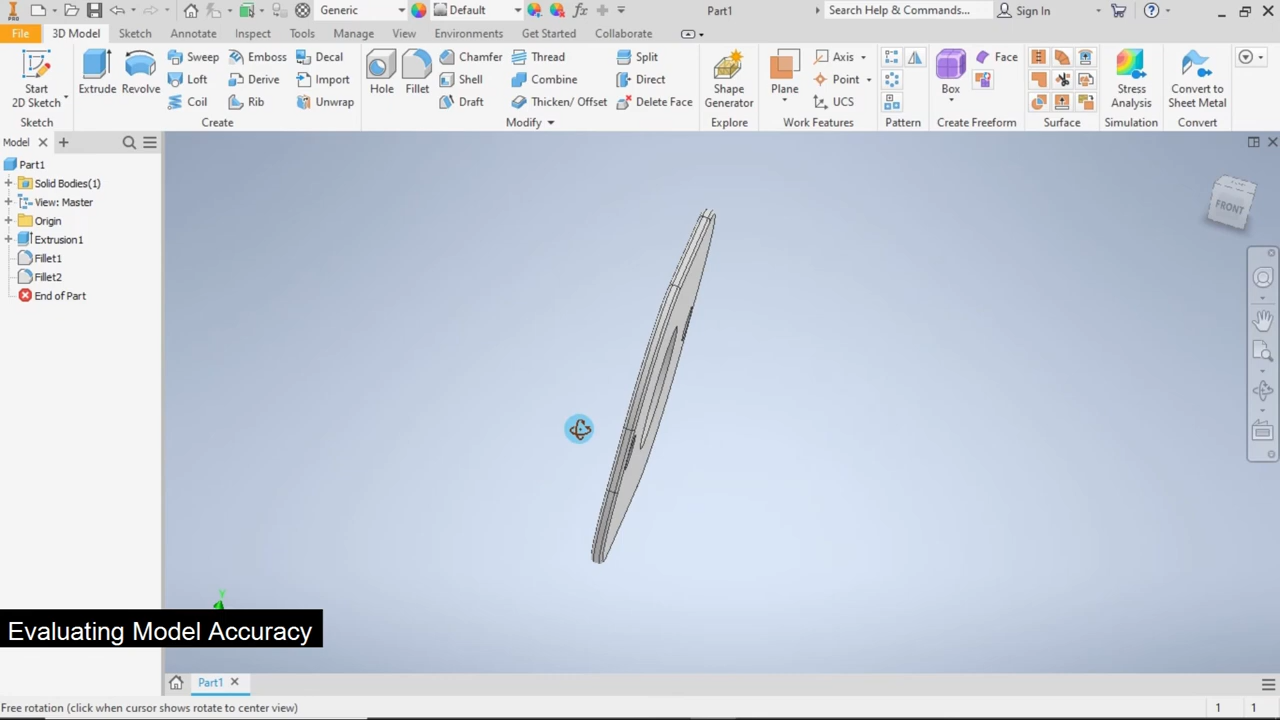 Generic
Default
Part1
Search Help & Commands...
Sign In
File
3D Model
Sketch
Annotate
Inspect
Tools
Manage
View
Environments
Get Started
Collaborate
Start
2D Sketch
Sketch
Extrude
Revolve
Sweep
Emboss
Decal
Loft
Derive
Import
Coil
Rib
Unwrap
Create
Hole
Fillet
Chamfer
Thread
Split
Shell
Combine
Direct
Draft
Thicken/ Offset
Delete Face
Modify
Shape
Generator
Explore
Plane
Axis
Point
UCS
Work Features
Pattern
Box
Face
Create Freeform
Surface
Stress
Analysis
Simulation
Convert to
Sheet Metal
Convert
Model
Part1
Solid Bodies(1)
View: Master
Origin
Extrusion1
Fillet1
Fillet2
End of Part
FRONT
Y
Evaluating Model Accuracy
Part1
Free rotation (click when cursor shows rotate to center view)
1
1